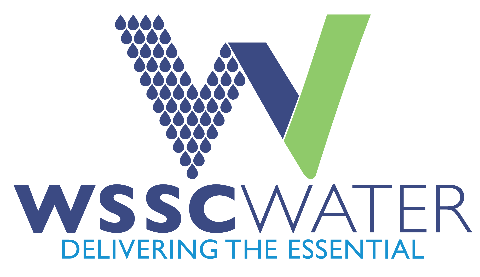 WSSCWATER
DELIVERING THE ESSENTIAL